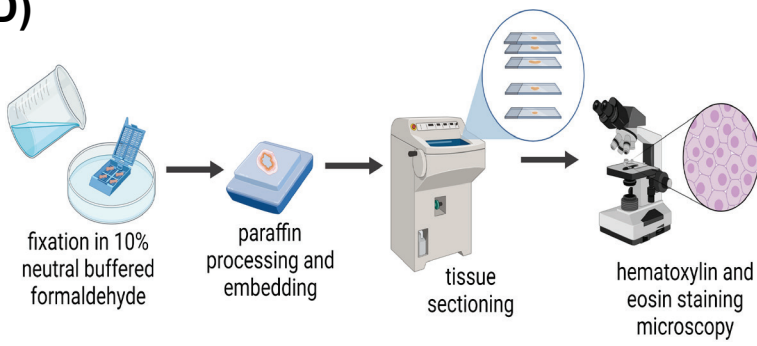 D)
fixation in 10%
neutral buffered
formaldehyde
paraffin
processing and
embedding
tissue
sectioning
hematoxylin and
eosin staining
microscopy